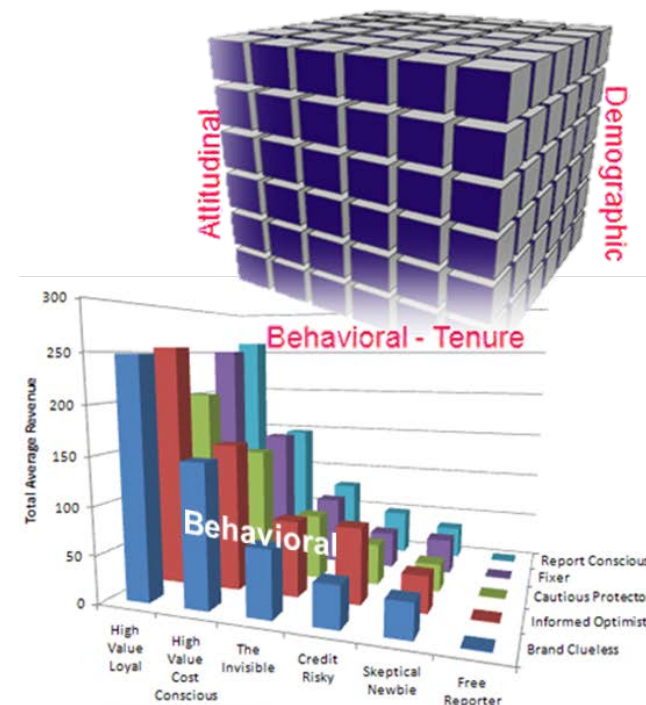 Attitudinal
Demographic
Behavioral - Tenure
300
250
200
150
100
50
0
Total Average Revenue
Behavioral
Report Conscious
Fixer
Cautious Protecto
Informed Optimist
Brand Clueless
High
Value
Loyal
High
Value
Cost
Conscious
The
Invisible
Credit
Risky
Skeptical
Newbie
Free
Reporter